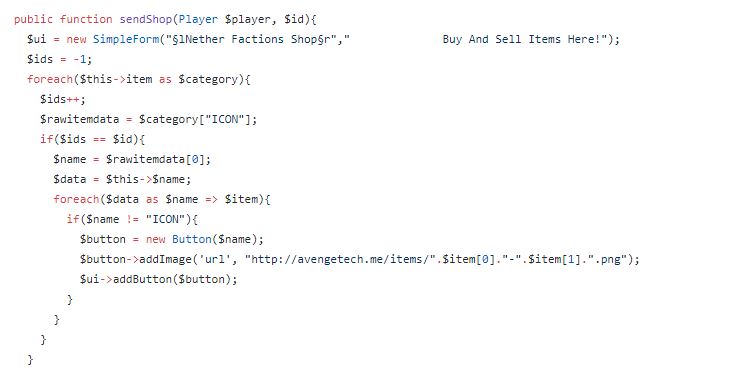 public function sendShop(Player $player, $id){
$ui = new SimpleForm("§lNether Factions Shop§r","              Buy And Sell Items Here!");
$ids = -1;
foreach($this->item as $category){
$ids++;
$rawitemdata = $category["ICON"];
if($ids == $id){
$name = $rawitemdata[0];
$data = $this->$name;
foreach($data as $name => $item){
if($name != "ICON"){
$button = new Button($name);
$button->addImage('url', "http://avengetech.me/items/".$item[0]."-".$item[1].".png");
$ui->addButton($button);
}
}
}
}